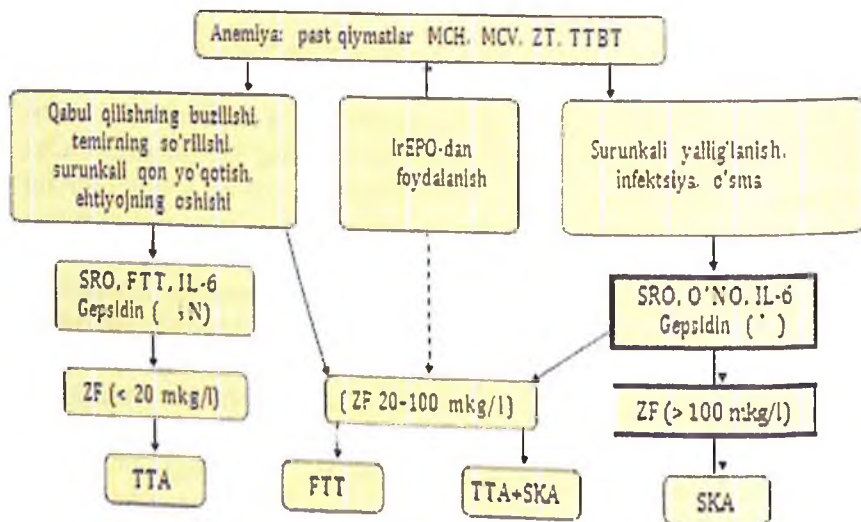 Anemiya: past qiymatlar MCH, MCV, ZT, TTBT
Qabul qilishning buzilishi,
temirning so'rilishi,
surunkali qon yo'qotish,
ehtiyojning oshishi
IrEPO-dan
foydalanish
Surunkali yallig'lanish,
infektsiya, o'sma
SRO, FTT, IL-6
Gepsidin ( ;N)
SRO, O'NO, IL-6
Gepsidin (')
ZF (< 20 mkg/l)
(ZF 20-100 mkg/l)
ZF (> 100 mkg/l)
TTA
FTT
TTA+SKA
SKA